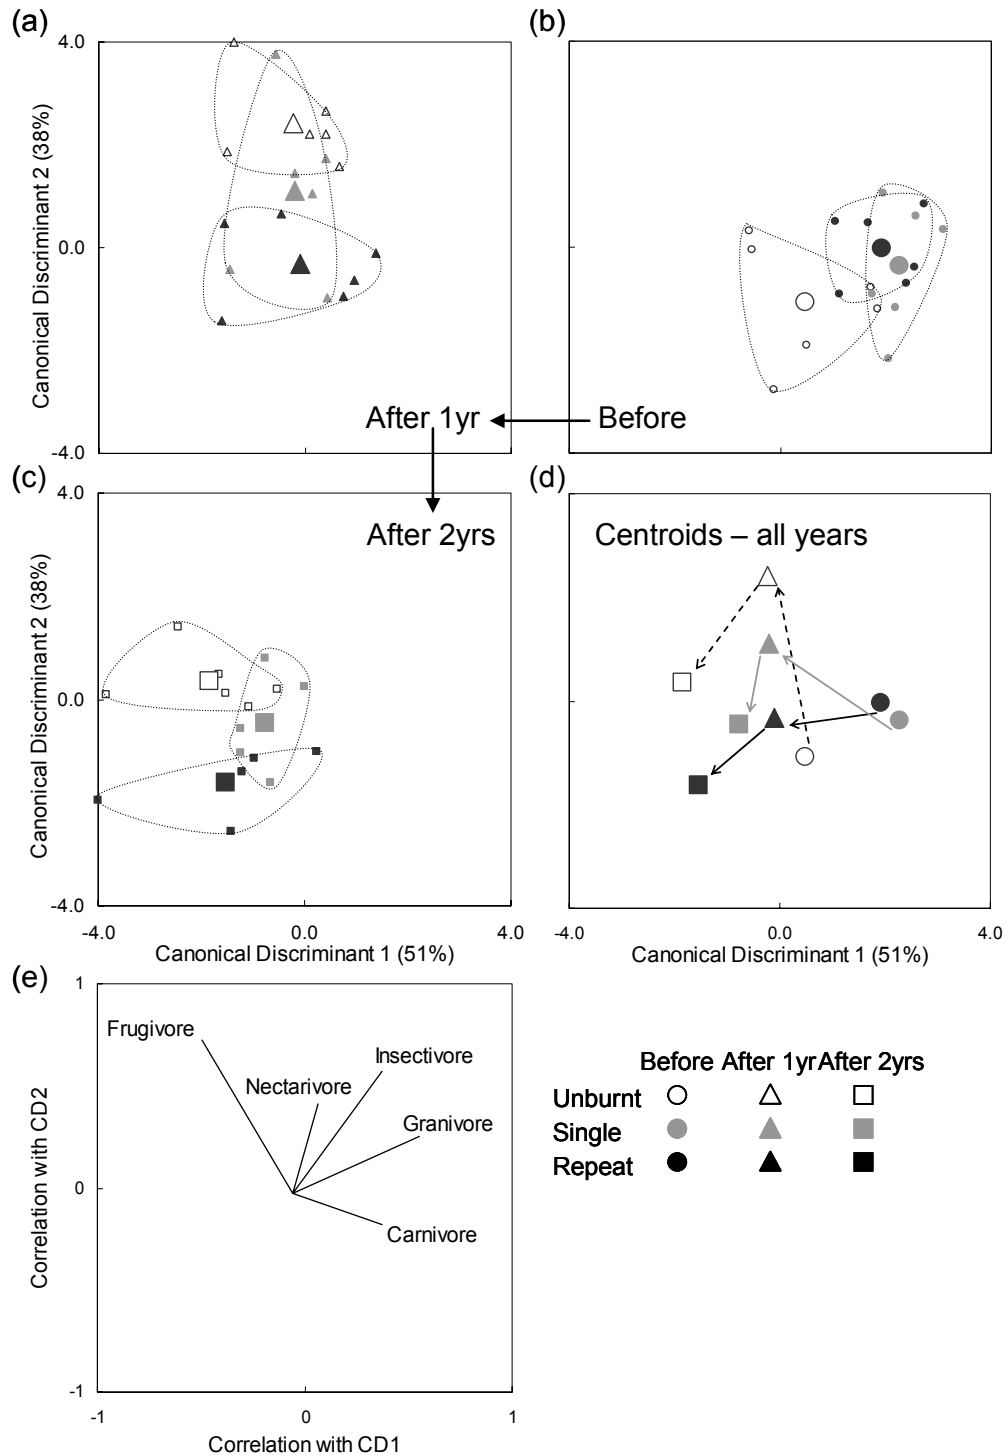 (a)
(b)
4.0
0.0
-4.0
Canonical Discriminant 2 (38%)
After 1yr
Before
(c)
(d)
4.0
0.0
-4.0
Canonical Discriminant 2 (38%)
After 2yrs
Centroids – all years
-4.0 0.0 4.0
-4.0 0.0 4.0
Canonical Discriminant 1 (51%)
Canonical Discriminant 1 (51%)
(e)
1
0
-1
Correlation with CD2
Frugivore
Insectivore
Nectarivore
Granivore
Carnivore
-1 0 1
Correlation with CD1
Before After 1yr After 2yrs
Unburnt
Single
Repeat